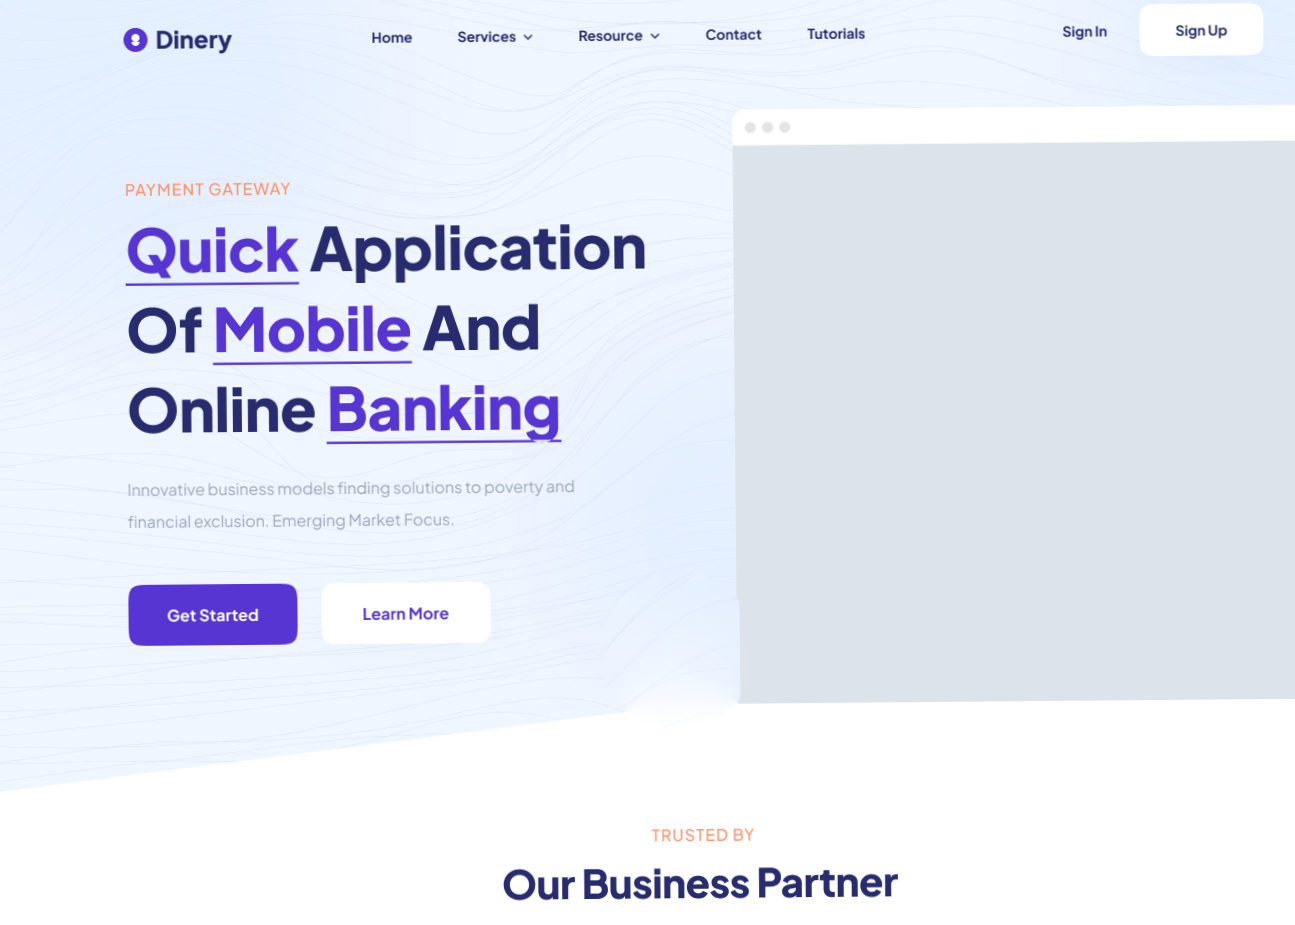 Dinery
Home Services Resource Contact Tutorials Sign In Sign Up
PAYMENT GATEWAY
Quick Application
Of Mobile And
Online Banking
Innovative business models finding solutions to poverty and
financial exclusion. Emerging Market Focus.
Get Started Learn More
TRUSTED BY
Our Business Partner